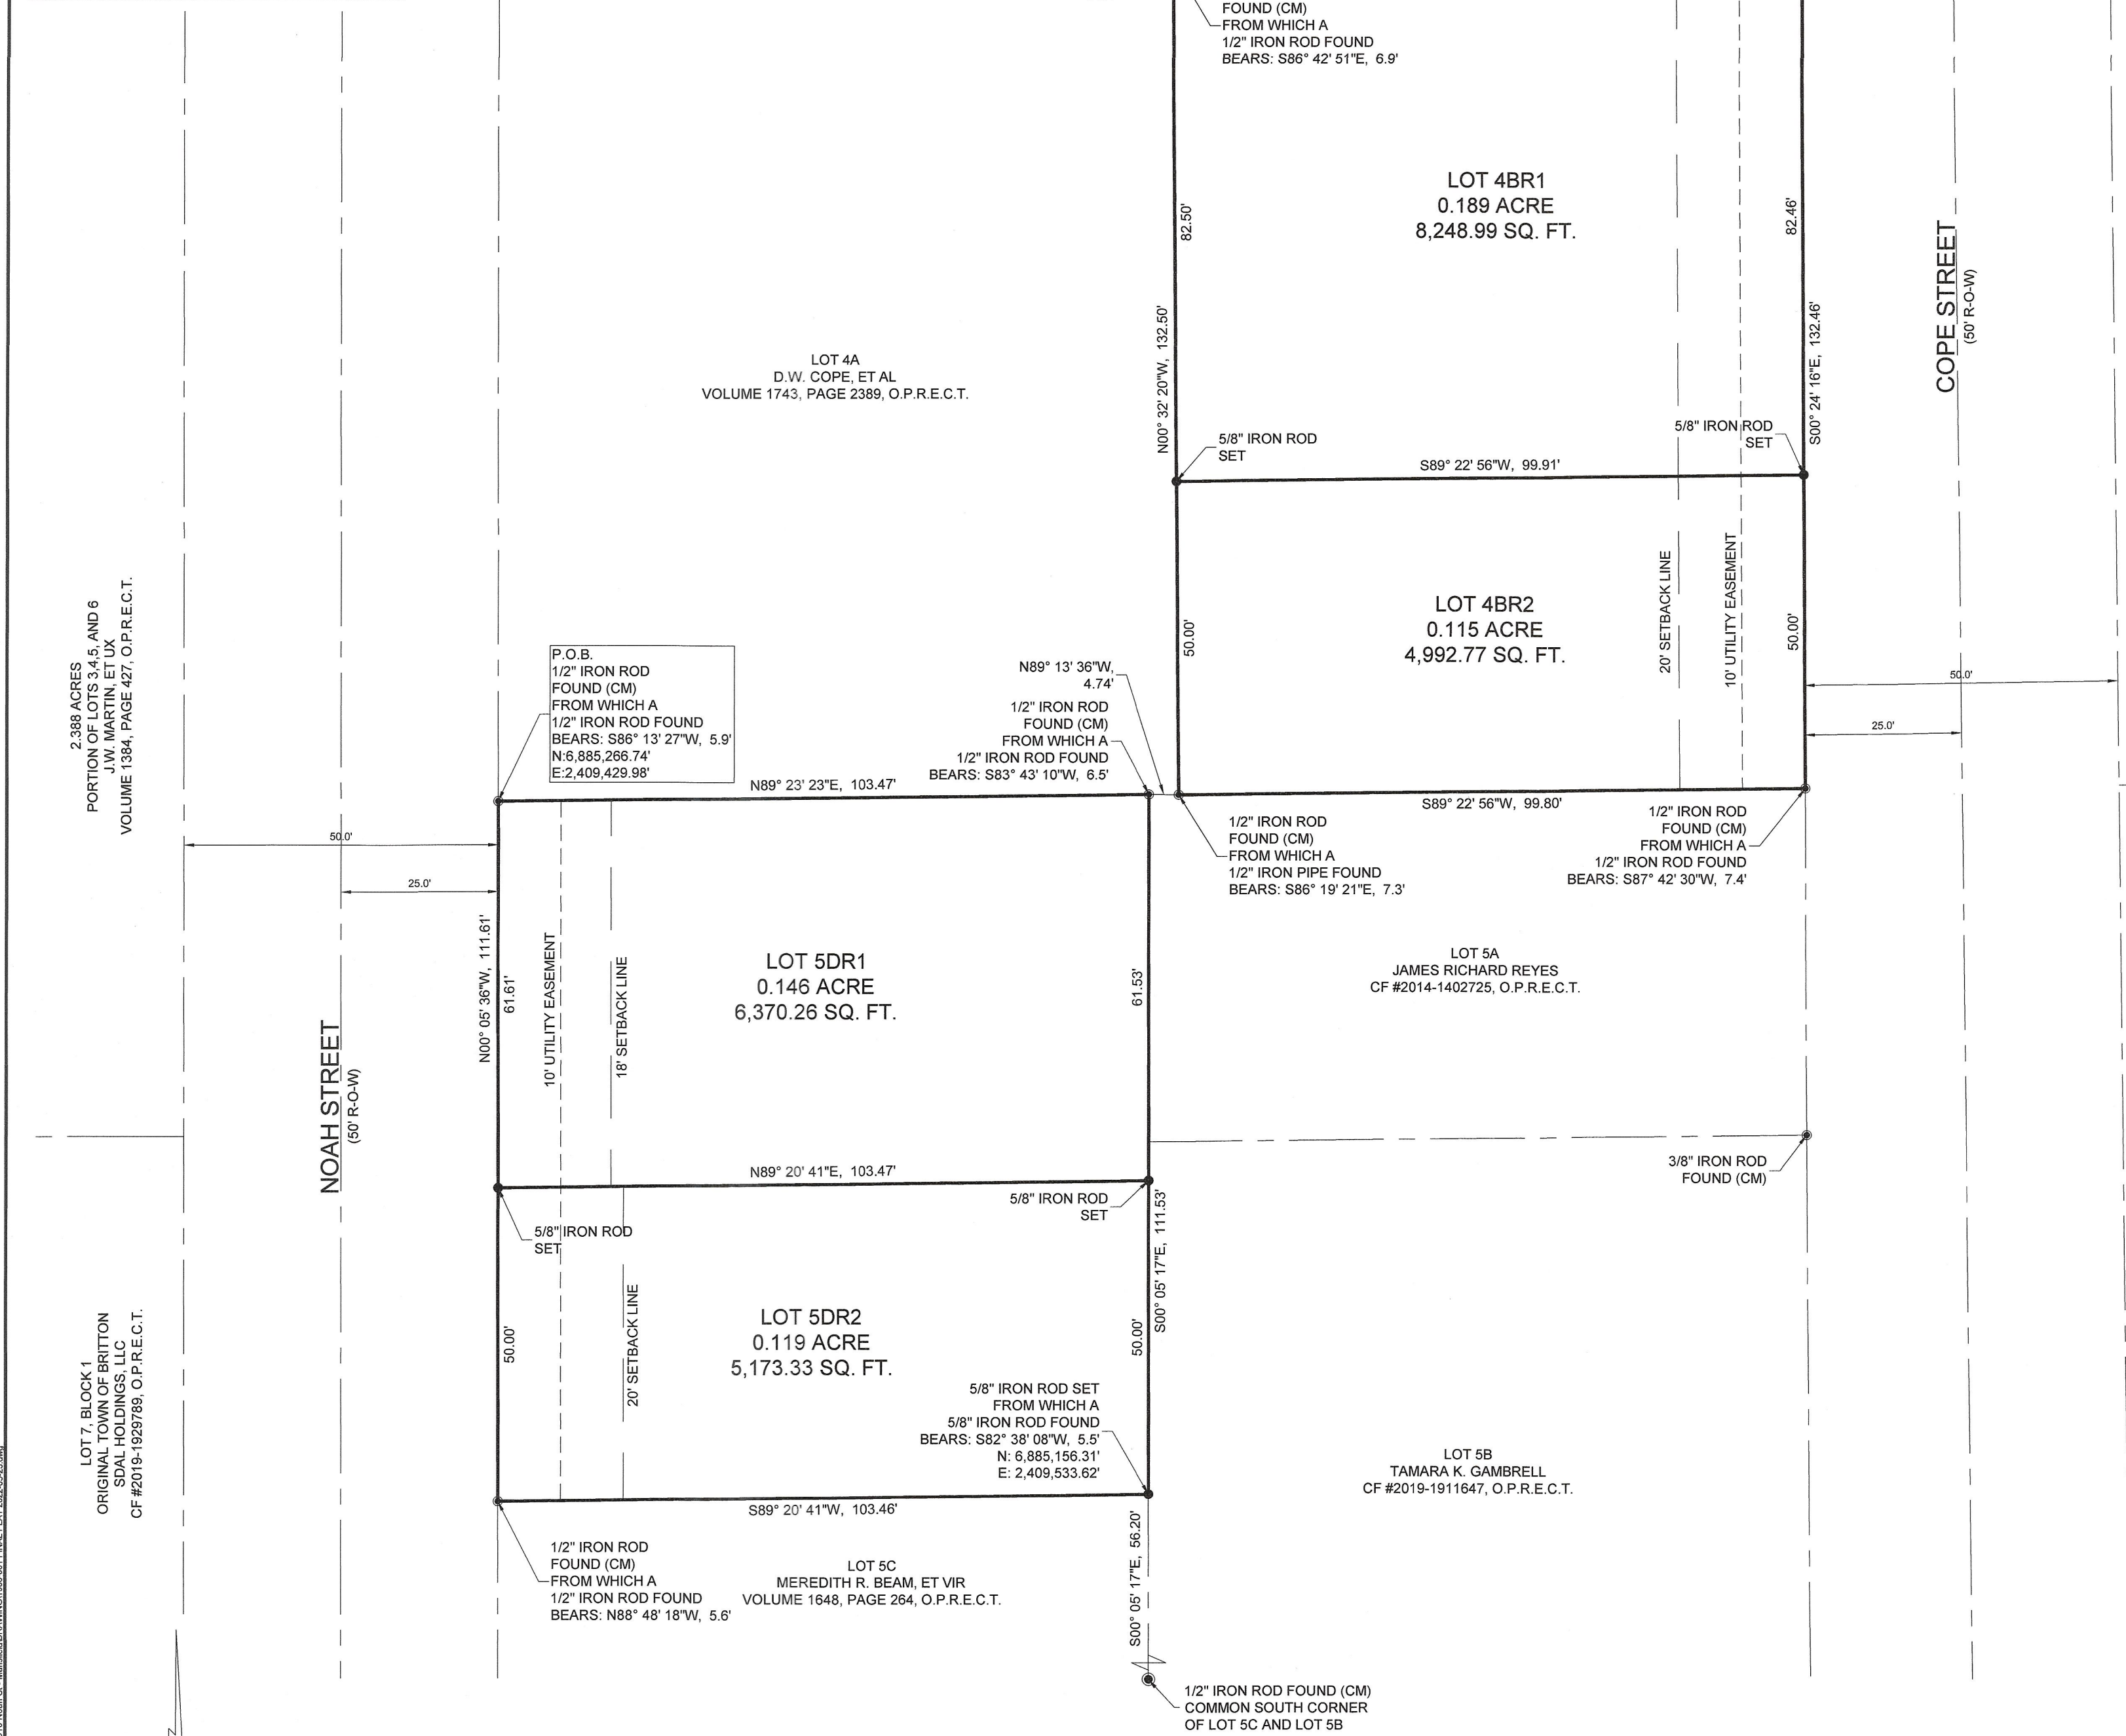 FOUND (CM)
FROM WHICH A
1/2" IRON ROD FOUND
BEARS: S86° 42' 51"E, 6.9'
LOT 4BR1
0.189 ACRE
8,248.99 SQ. FT.
82.50'
82.46'
N00° 32' 20"W, 132.50'
S00° 24' 16"E, 132.46'
COPE STREET
(50' R-O-W)
LOT 4A
D.W. COPE, ET AL
VOLUME 1743, PAGE 2389, O.P.R.E.C.T.
5/8" IRON ROD
SET
5/8" IRON ROD
SET
S89° 22' 56"W, 99.91'
LOT 4BR2
0.115 ACRE
4,992.77 SQ. FT.
50.00'
50.00'
20' SETBACK LINE
10' UTILITY EASEMENT
50.0'
25.0'
2.388 ACRES
PORTION OF LOTS 3,4,5, AND 6
J.W. MARTIN, ET UX
VOLUME 1384, PAGE 427, O.P.R.E.C.T.
P.O.B.
1/2" IRON ROD
FOUND (CM)
FROM WHICH A
1/2" IRON ROD FOUND
BEARS: S86° 13' 27"W, 5.9'
N:6,885,266.74'
E:2,409,429.98'
N89° 13' 36"W,
4.74'
1/2" IRON ROD
FOUND (CM)
FROM WHICH A
1/2" IRON ROD FOUND
BEARS: S83° 43' 10"W, 6.5'
N89° 23' 23"E, 103.47'
S89° 22' 56"W, 99.80'
1/2" IRON ROD
FOUND (CM)
FROM WHICH A
1/2" IRON PIPE FOUND
BEARS: S86° 19' 21"E, 7.3'
1/2" IRON ROD
FOUND (CM)
FROM WHICH A
1/2" IRON ROD FOUND
BEARS: S87° 42' 30"W, 7.4'
50.0'
25.0'
N00° 05' 36"W, 111.61'
61.61'
10' UTILITY EASEMENT
18' SETBACK LINE
LOT 5DR1
0.146 ACRE
6,370.26 SQ. FT.
61.53'
LOT 5A
JAMES RICHARD REYES
CF #2014-1402725, O.P.R.E.C.T.
NOAH STREET
(50' R-O-W)
N89° 20' 41"E, 103.47'
5/8" IRON ROD
SET
5/8" IRON ROD
SET
3/8" IRON ROD
FOUND (CM)
S00° 05' 17"E, 111.53'
LOT 5DR2
0.119 ACRE
5,173.33 SQ. FT.
50.00'
20' SETBACK LINE
50.00'
5/8" IRON ROD SET
FROM WHICH A
5/8" IRON ROD FOUND
BEARS: S82° 38' 08"W, 5.5'
N: 6,885,156.31'
E: 2,409,533.62'
LOT 7, BLOCK 1
ORIGINAL TOWN OF BRITTON
SDAL HOLDINGS, LLC
CF #2019-1929789, O.P.R.E.C.T.
LOT 5B
TAMARA K. GAMBRELL
CF #2019-1911647, O.P.R.E.C.T.
S89° 20' 41"W, 103.46'
1/2" IRON ROD
FOUND (CM)
FROM WHICH A
1/2" IRON ROD FOUND
BEARS: N88° 48' 18"W, 5.6'
LOT 5C
MEREDITH R. BEAM, ET VIR
VOLUME 1648, PAGE 264, O.P.R.E.C.T.
S00° 05' 17"E, 56.20'
1/2" IRON ROD FOUND (CM)
COMMON SOUTH CORNER
OF LOT 5C AND LOT 5B